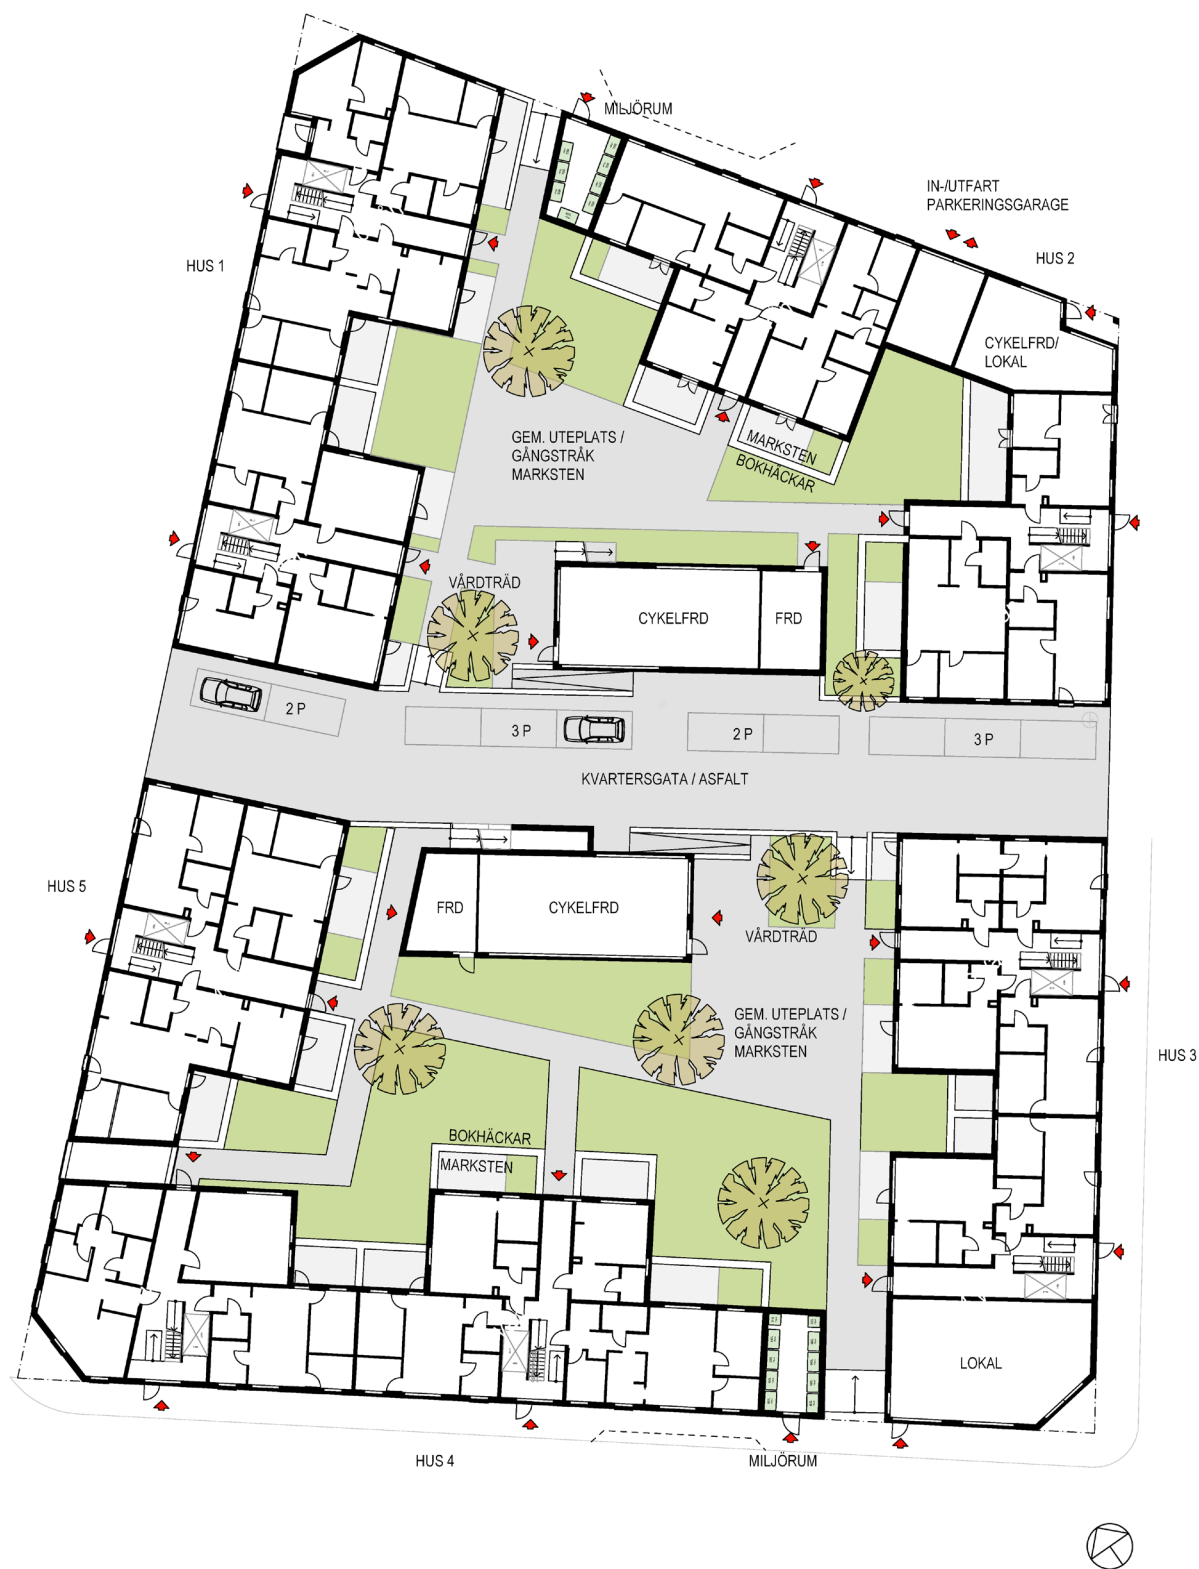 MILJÖRUM
IN-/UTFART
PARKERINGSGARAGE
HUS 2
HUS 1
CYKELFRD/
LOKAL
GEM. UTEPLATS /
GÅNGSTRÅK
MARKSTEN
MARKSTEN
BOKHÄCKAR
VÅRDTRÄD
CYKELFRD
FRD
2 P
3 P
2 P
3 P
KVARTERSGATA / ASFALT
HUS 5
FRD
CYKELFRD
VÅRDTRÄD
GEM. UTEPLATS /
GÅNGSTRÅK
MARKSTEN
HUS 3
BOKHÄCKAR
MARKSTEN
LOKAL
HUS 4
MILJÖRUM